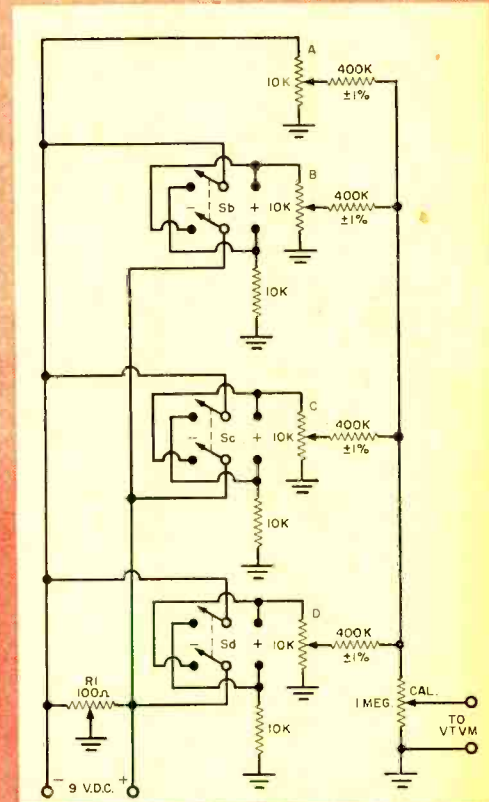 A
10K
400K
±1%
B
- Sb +
10K
400K
±1%
10K
C
- Sc +
10K
400K
±1%
10K
D
- Sd +
10K
400K
±1%
R1
100Ω
10K
CAL.
1 MEG.
TO
VTVM
- 9 V.D.C. +